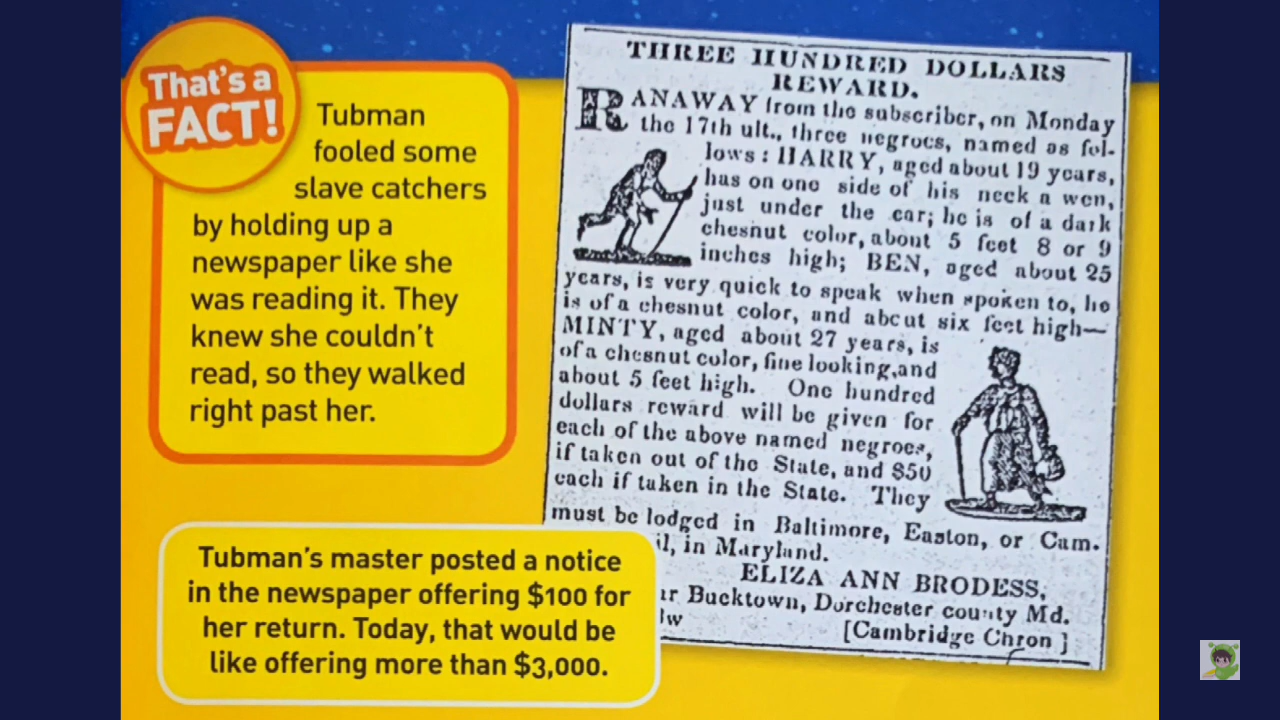 That's a
FACT!
Tubman
fooled some
slave catchers
by holding up a
newspaper like she
was reading it. They
knew she couldn't
read, so they walked
right past her.
Tubman's master posted a notice
in the newspaper offering $100 for
her return. Today, that would be
like offering more than $3,000.
THREE HUNDRED DOLLARS
REWARD.
RANAWAY from the subscriber, on Monday
the 17th ult., three negroes, named as fol-
lows: HARRY, aged about 19 years,
has on one side of his neck a wen,
just under the ear; he is of a dark
chesnut color, about 5 feet 8 or 9
inches high; BEN, aged about 25
years, is very quick to speak when spoken to, he
is of a chesnut color, and about six feet high—
MINTY, aged about 27 years, is
of a chesnut color, fine looking, and
about 5 feet high. One hundred
dollars reward will be given for
each of the above named negroes,
if taken out of the State, and $50
each if taken in the State. They
must be lodged in Baltimore, Easton, or Cam-
in Maryland.
ELIZA ANN BRODESS,
Bucktown, Dorchester county Md.
[Cambridge Chron ]